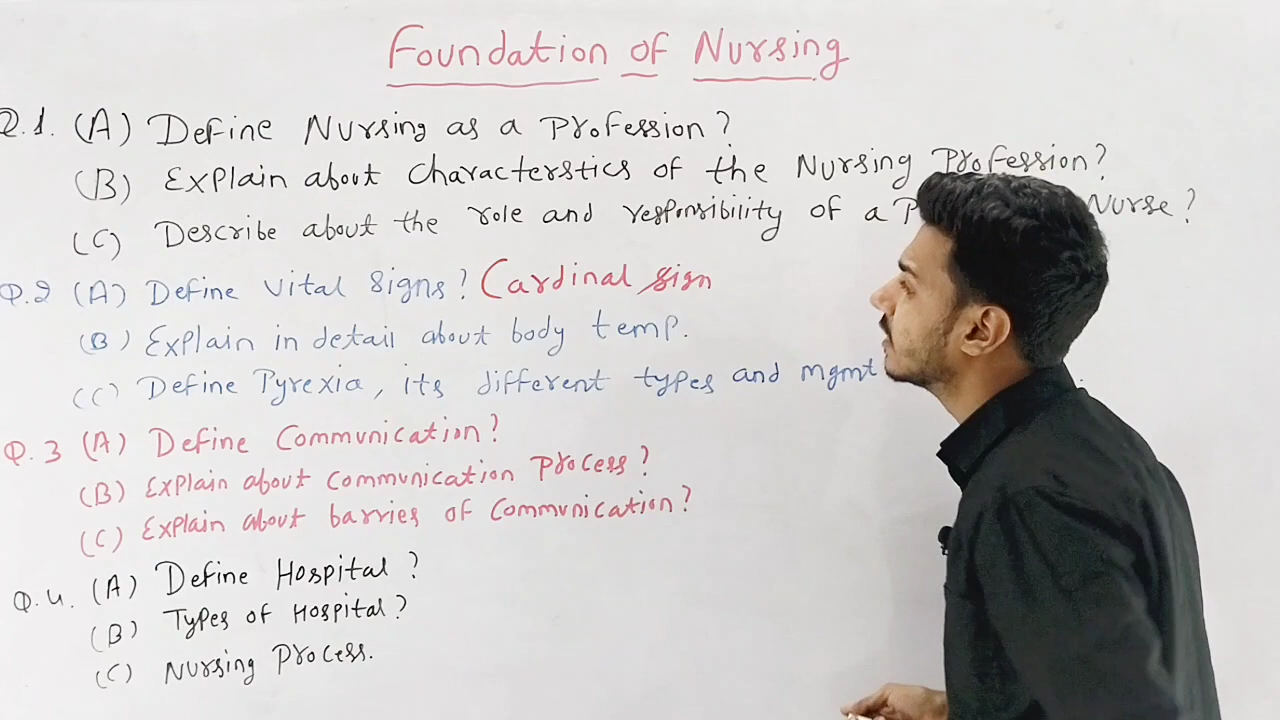 Foundation of Nursing
Q.1. (A) Define Nursing as a Profession?
(B) Explain about characterstics of the Nursing Profession?
(C) Describe about the role and responsibility of a Nurse?
Q.2 (A) Define Vital Signs? Cardinal sign
(B) Explain in detail about body temp.
(C) Define Pyrexia, its different types and mgmt
Q.3 (A) Define Communication?
(B) Explain about communication Process?
(C) Explain about barries of communication?
Q.4. (A) Define Hospital?
(B) Types of Hospital?
(C) Nursing Process.